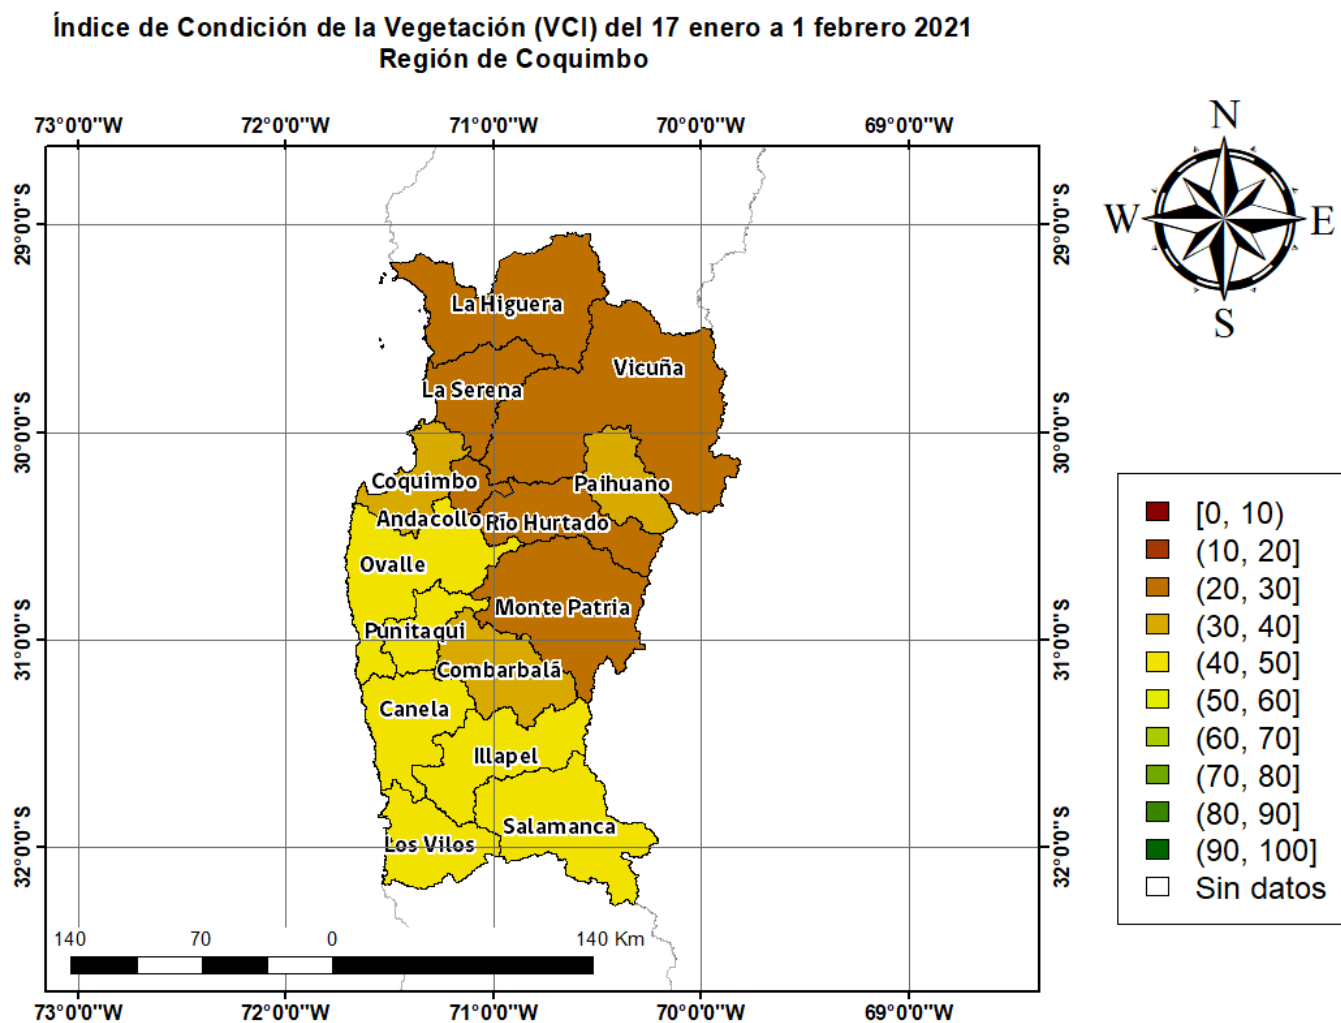 Índice de Condición de la Vegetación (VCI) del 17 enero a 1 febrero 2021
Región de Coquimbo
73°0'0"W 72°0'0"W 71°0'0"W 70°0'0"W 69°0'0"W
N
W E
S
29°0'0"S 29°0'0"S
La Higuera
Vicuña
La Serena
30°0'0"S 30°0'0"S
Coquimbo Paihuano
Andacollo Río Hurtado
Ovalle
Monte Patria
Punitaqui
31°0'0"S 31°0'0"S
Combarbalá
Canela
Illapel
Salamanca
Los Vilos
32°0'0"S 32°0'0"S
[0, 10)
(10, 20]
(20, 30]
(30, 40]
(40, 50]
(50, 60]
(60, 70]
(70, 80]
(80, 90]
(90, 100]
Sin datos
140 70 0 140 Km
73°0'0"W 72°0'0"W 71°0'0"W 70°0'0"W 69°0'0"W